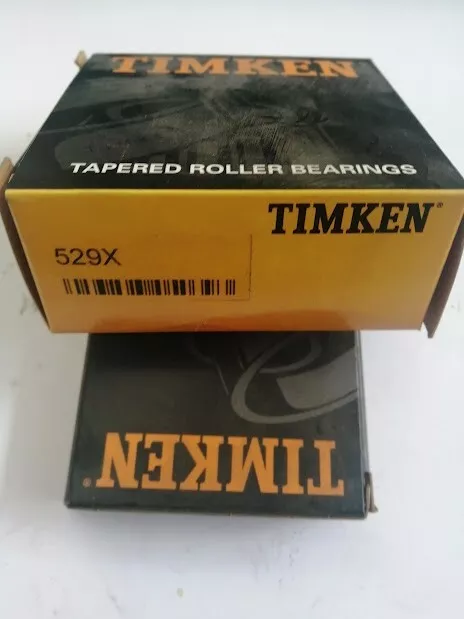 TIMKEN
TAPERED ROLLER BEARINGS
TIMKEN®
529X
TIMKEN®